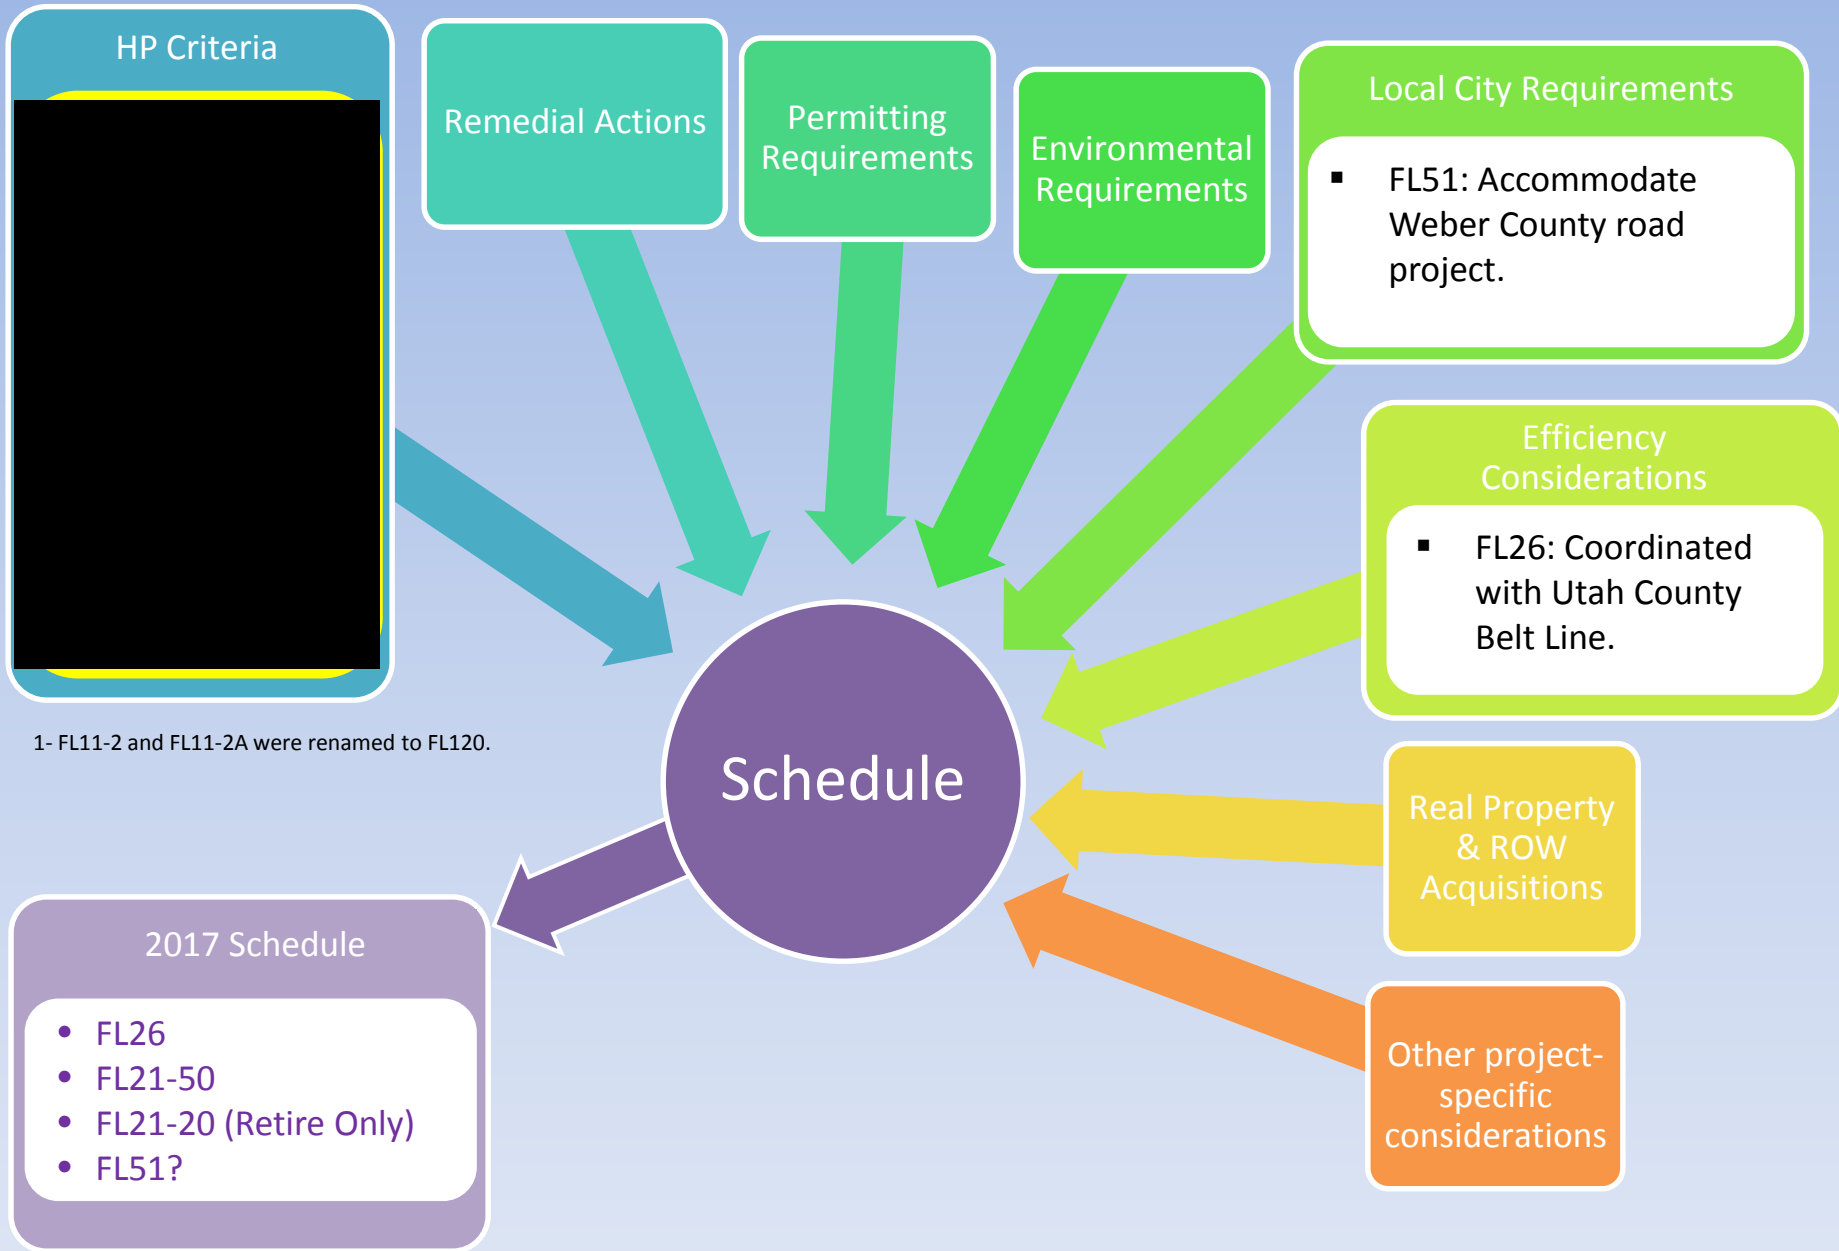 HP Criteria
Remedial Actions
Permitting
Requirements
Environmental
Requirements
Local City Requirements
▪ FL51: Accommodate
Weber County road
project.
Efficiency
Considerations
▪ FL26: Coordinated
with Utah County
Belt Line.
1- FL11-2 and FL11-2A were renamed to FL120.
Schedule
Real Property
& ROW
Acquisitions
Other project-
specific
considerations
2017 Schedule
• FL26
• FL21-50
• FL21-20 (Retire Only)
• FL51?